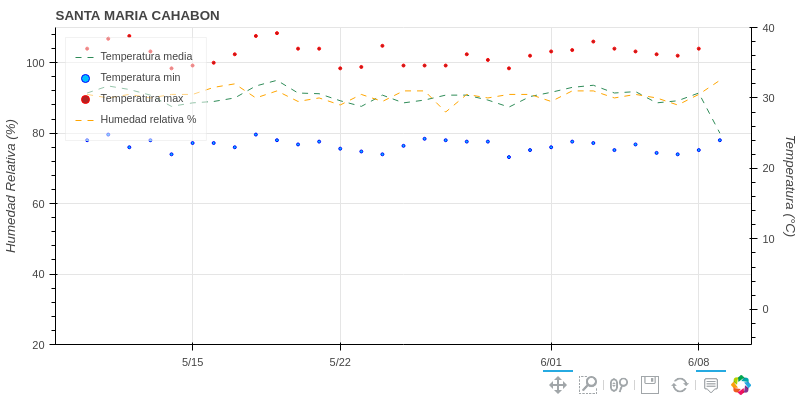 SANTA MARIA CAHABON
Temperatura media
Temperatura min
Temperatura max
Humedad relativa %
Humedad Relativa (%)
100
80
60
40
20
40
30
20
10
0
Temperatura (°C)
5/15
5/22
6/01
6/08